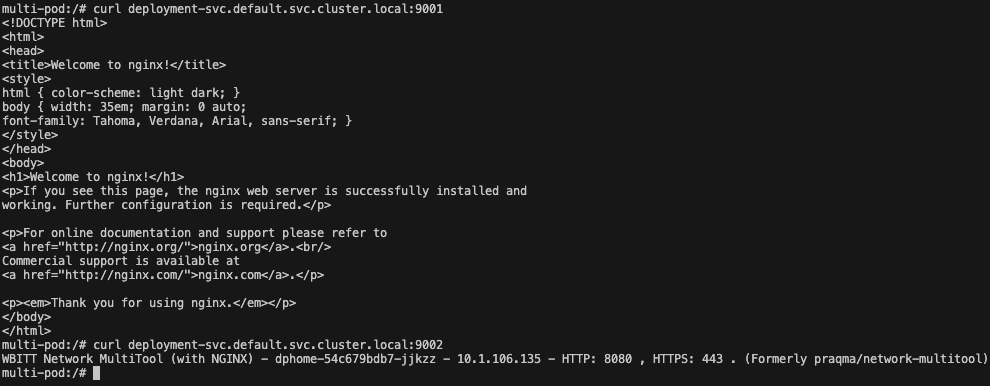 multi-pod:/# curl deployment-svc.default.svc.cluster.local:9001
<!DOCTYPE html>
<html>
<head>
<title>Welcome to nginx!</title>
<style>
html { color-scheme: light dark; }
body { width: 35em; margin: 0 auto;
font-family: Tahoma, Verdana, Arial, sans-serif; }
</style>
</head>
<body>
<h1>Welcome to nginx!</h1>
<p>If you see this page, the nginx web server is successfully installed and
working. Further configuration is required.</p>

<p>For online documentation and support please refer to
<a href="http://nginx.org/">nginx.org</a>.<br/>
Commercial support is available at
<a href="http://nginx.com/">nginx.com</a>.</p>

<p><em>Thank you for using nginx.</em></p>
</body>
</html>
multi-pod:/# curl deployment-svc.default.svc.cluster.local:9002
WBITT Network MultiTool (with NGINX) - dphome-54c679bdb7-jjkzz - 10.1.106.135 - HTTP: 8080 , HTTPS: 443 . (Formerly praqma/network-multitool)
multi-pod:/#